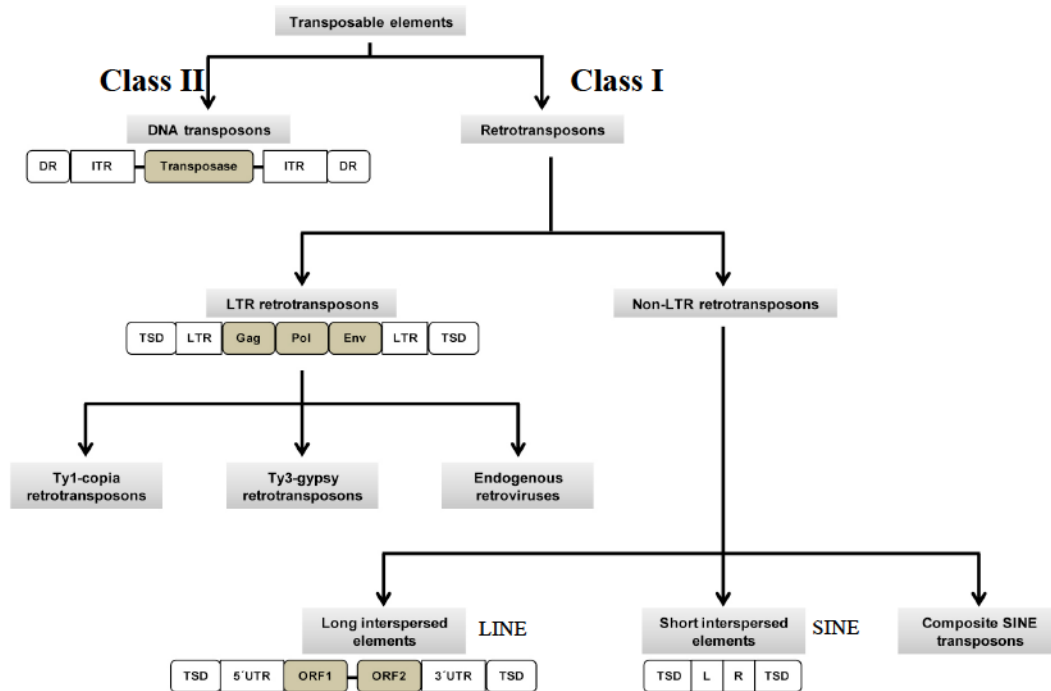 Transposable elements
Class II
Class I
DNA transposons
Retrotransposons
DR ITR Transposase ITR DR
LTR retrotransposons
Non-LTR retrotransposons
TSD LTR Gag Pol Env LTR TSD
Ty1-copia
retrotransposons
Ty3-gypsy
retrotransposons
Endogenous
retroviruses
Long interspersed
elements
LINE
Short interspersed
elements
SINE
Composite SINE
transposons
TSD 5´UTR ORF1 ORF2 3´UTR TSD
TSD L R TSD